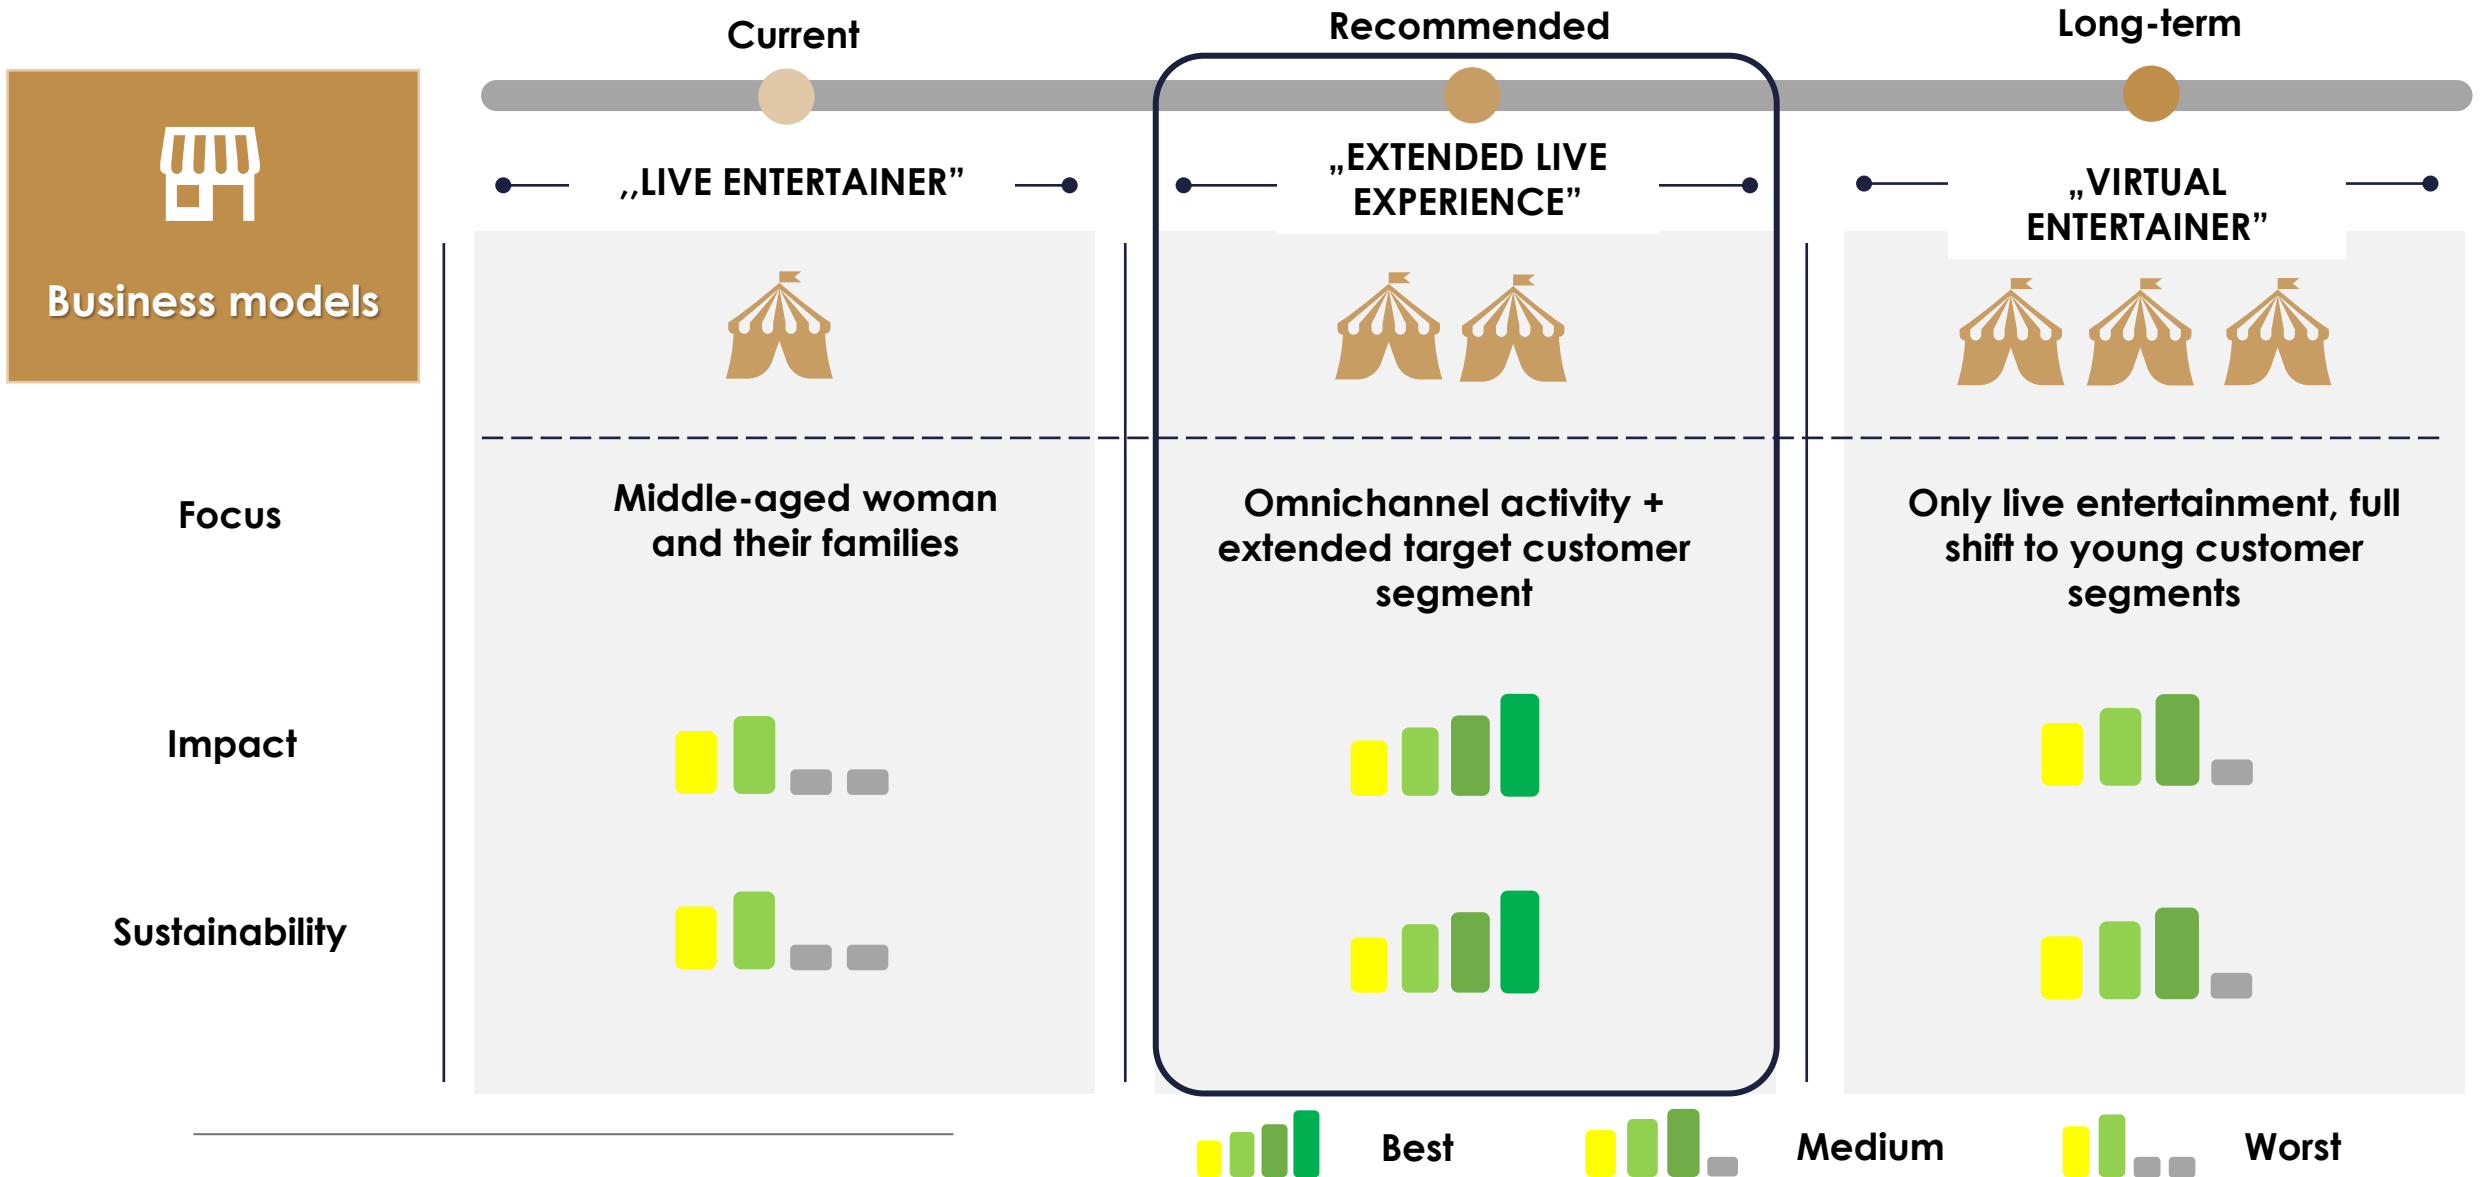 Current
Recommended
Long-term
Business models
,,LIVE ENTERTAINER”
„EXTENDED LIVE
EXPERIENCE”
„VIRTUAL
ENTERTAINER”
Focus
Middle-aged woman
and their families
Omnichannel activity +
extended target customer
segment
Only live entertainment, full
shift to young customer
segments
Impact
Sustainability
Best
Medium
Worst